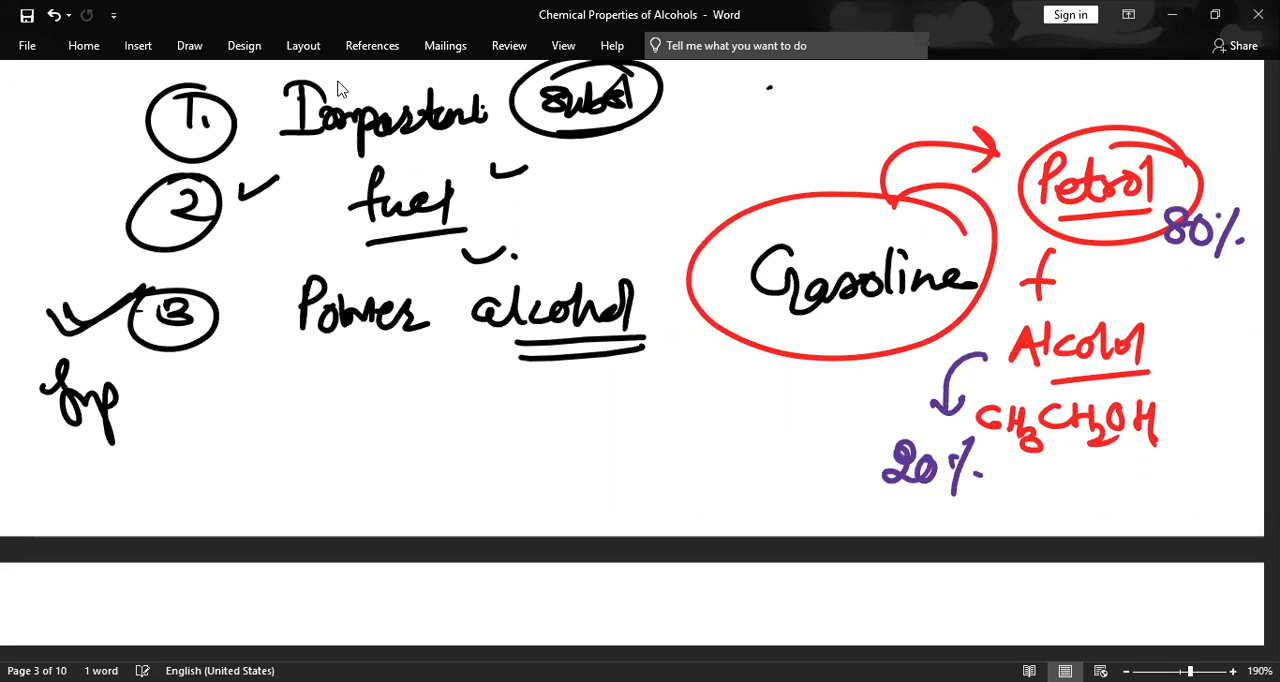 Chemical Properties of Alcohols - Word
Sign in
File Home Insert Draw Design Layout References Mailings Review View Help Tell me what you want to do Share
1. Important
2 fuel
3 Power alcohol
Imp
Gasoline
Petrol
80%
+
Alcohol
CH3CH2OH
20%
Page 3 of 10 1 word English (United States) 190%